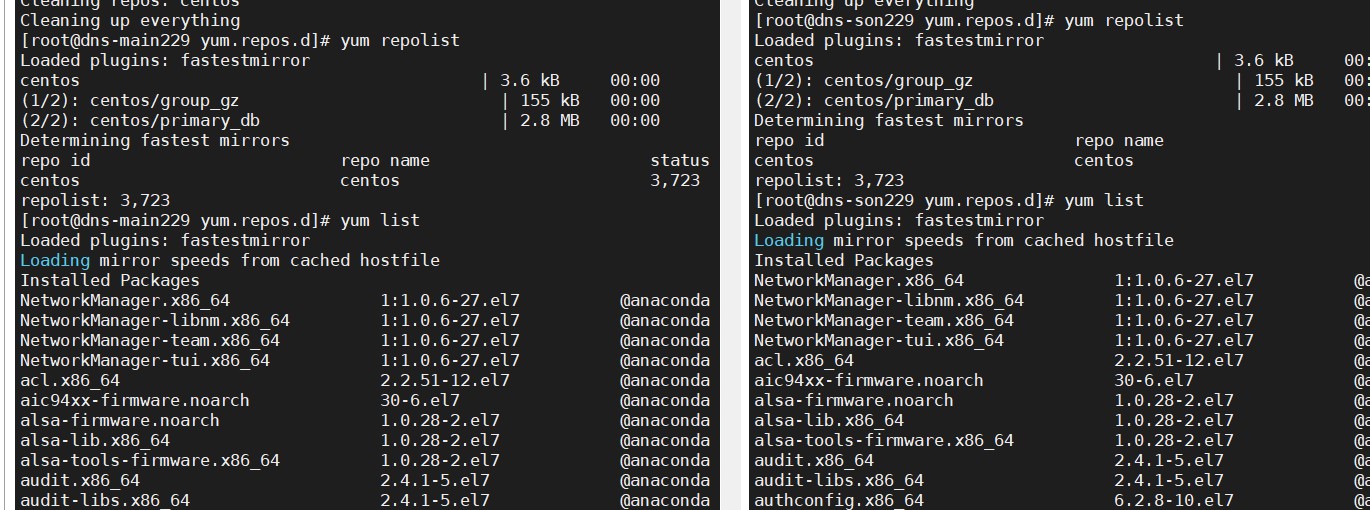 Cleaning repos: centos
Cleaning up everything
[root@dns-main229 yum.repos.d]# yum repolist
Loaded plugins: fastestmirror
centos | 3.6 kB 00:00
(1/2): centos/group_gz | 155 kB 00:00
(2/2): centos/primary_db | 2.8 MB 00:00
Determining fastest mirrors
repo id repo name status
centos centos 3,723
repolist: 3,723
[root@dns-main229 yum.repos.d]# yum list
Loaded plugins: fastestmirror
Loading mirror speeds from cached hostfile
Installed Packages
NetworkManager.x86_64 1:1.0.6-27.el7 @anaconda
NetworkManager-libnm.x86_64 1:1.0.6-27.el7 @anaconda
NetworkManager-team.x86_64 1:1.0.6-27.el7 @anaconda
NetworkManager-tui.x86_64 1:1.0.6-27.el7 @anaconda
acl.x86_64 2.2.51-12.el7 @anaconda
aic94xx-firmware.noarch 30-6.el7 @anaconda
alsa-firmware.noarch 1.0.28-2.el7 @anaconda
alsa-lib.x86_64 1.0.28-2.el7 @anaconda
alsa-tools-firmware.x86_64 1.0.28-2.el7 @anaconda
audit.x86_64 2.4.1-5.el7 @anaconda
audit-libs.x86_64 2.4.1-5.el7 @anaconda
Cleaning up everything
[root@dns-son229 yum.repos.d]# yum repolist
Loaded plugins: fastestmirror
centos | 3.6 kB 00:
(1/2): centos/group_gz | 155 kB 00:
(2/2): centos/primary_db | 2.8 MB 00:
Determining fastest mirrors
repo id repo name
centos centos
repolist: 3,723
[root@dns-son229 yum.repos.d]# yum list
Loaded plugins: fastestmirror
Loading mirror speeds from cached hostfile
Installed Packages
NetworkManager.x86_64 1:1.0.6-27.el7 @a
NetworkManager-libnm.x86_64 1:1.0.6-27.el7 @a
NetworkManager-team.x86_64 1:1.0.6-27.el7 @a
NetworkManager-tui.x86_64 1:1.0.6-27.el7 @a
acl.x86_64 2.2.51-12.el7 @a
aic94xx-firmware.noarch 30-6.el7 @a
alsa-firmware.noarch 1.0.28-2.el7 @a
alsa-lib.x86_64 1.0.28-2.el7 @a
alsa-tools-firmware.x86_64 1.0.28-2.el7 @a
audit.x86_64 2.4.1-5.el7 @a
audit-libs.x86_64 2.4.1-5.el7 @a
authconfig.x86_64 6.2.8-10.el7 @a